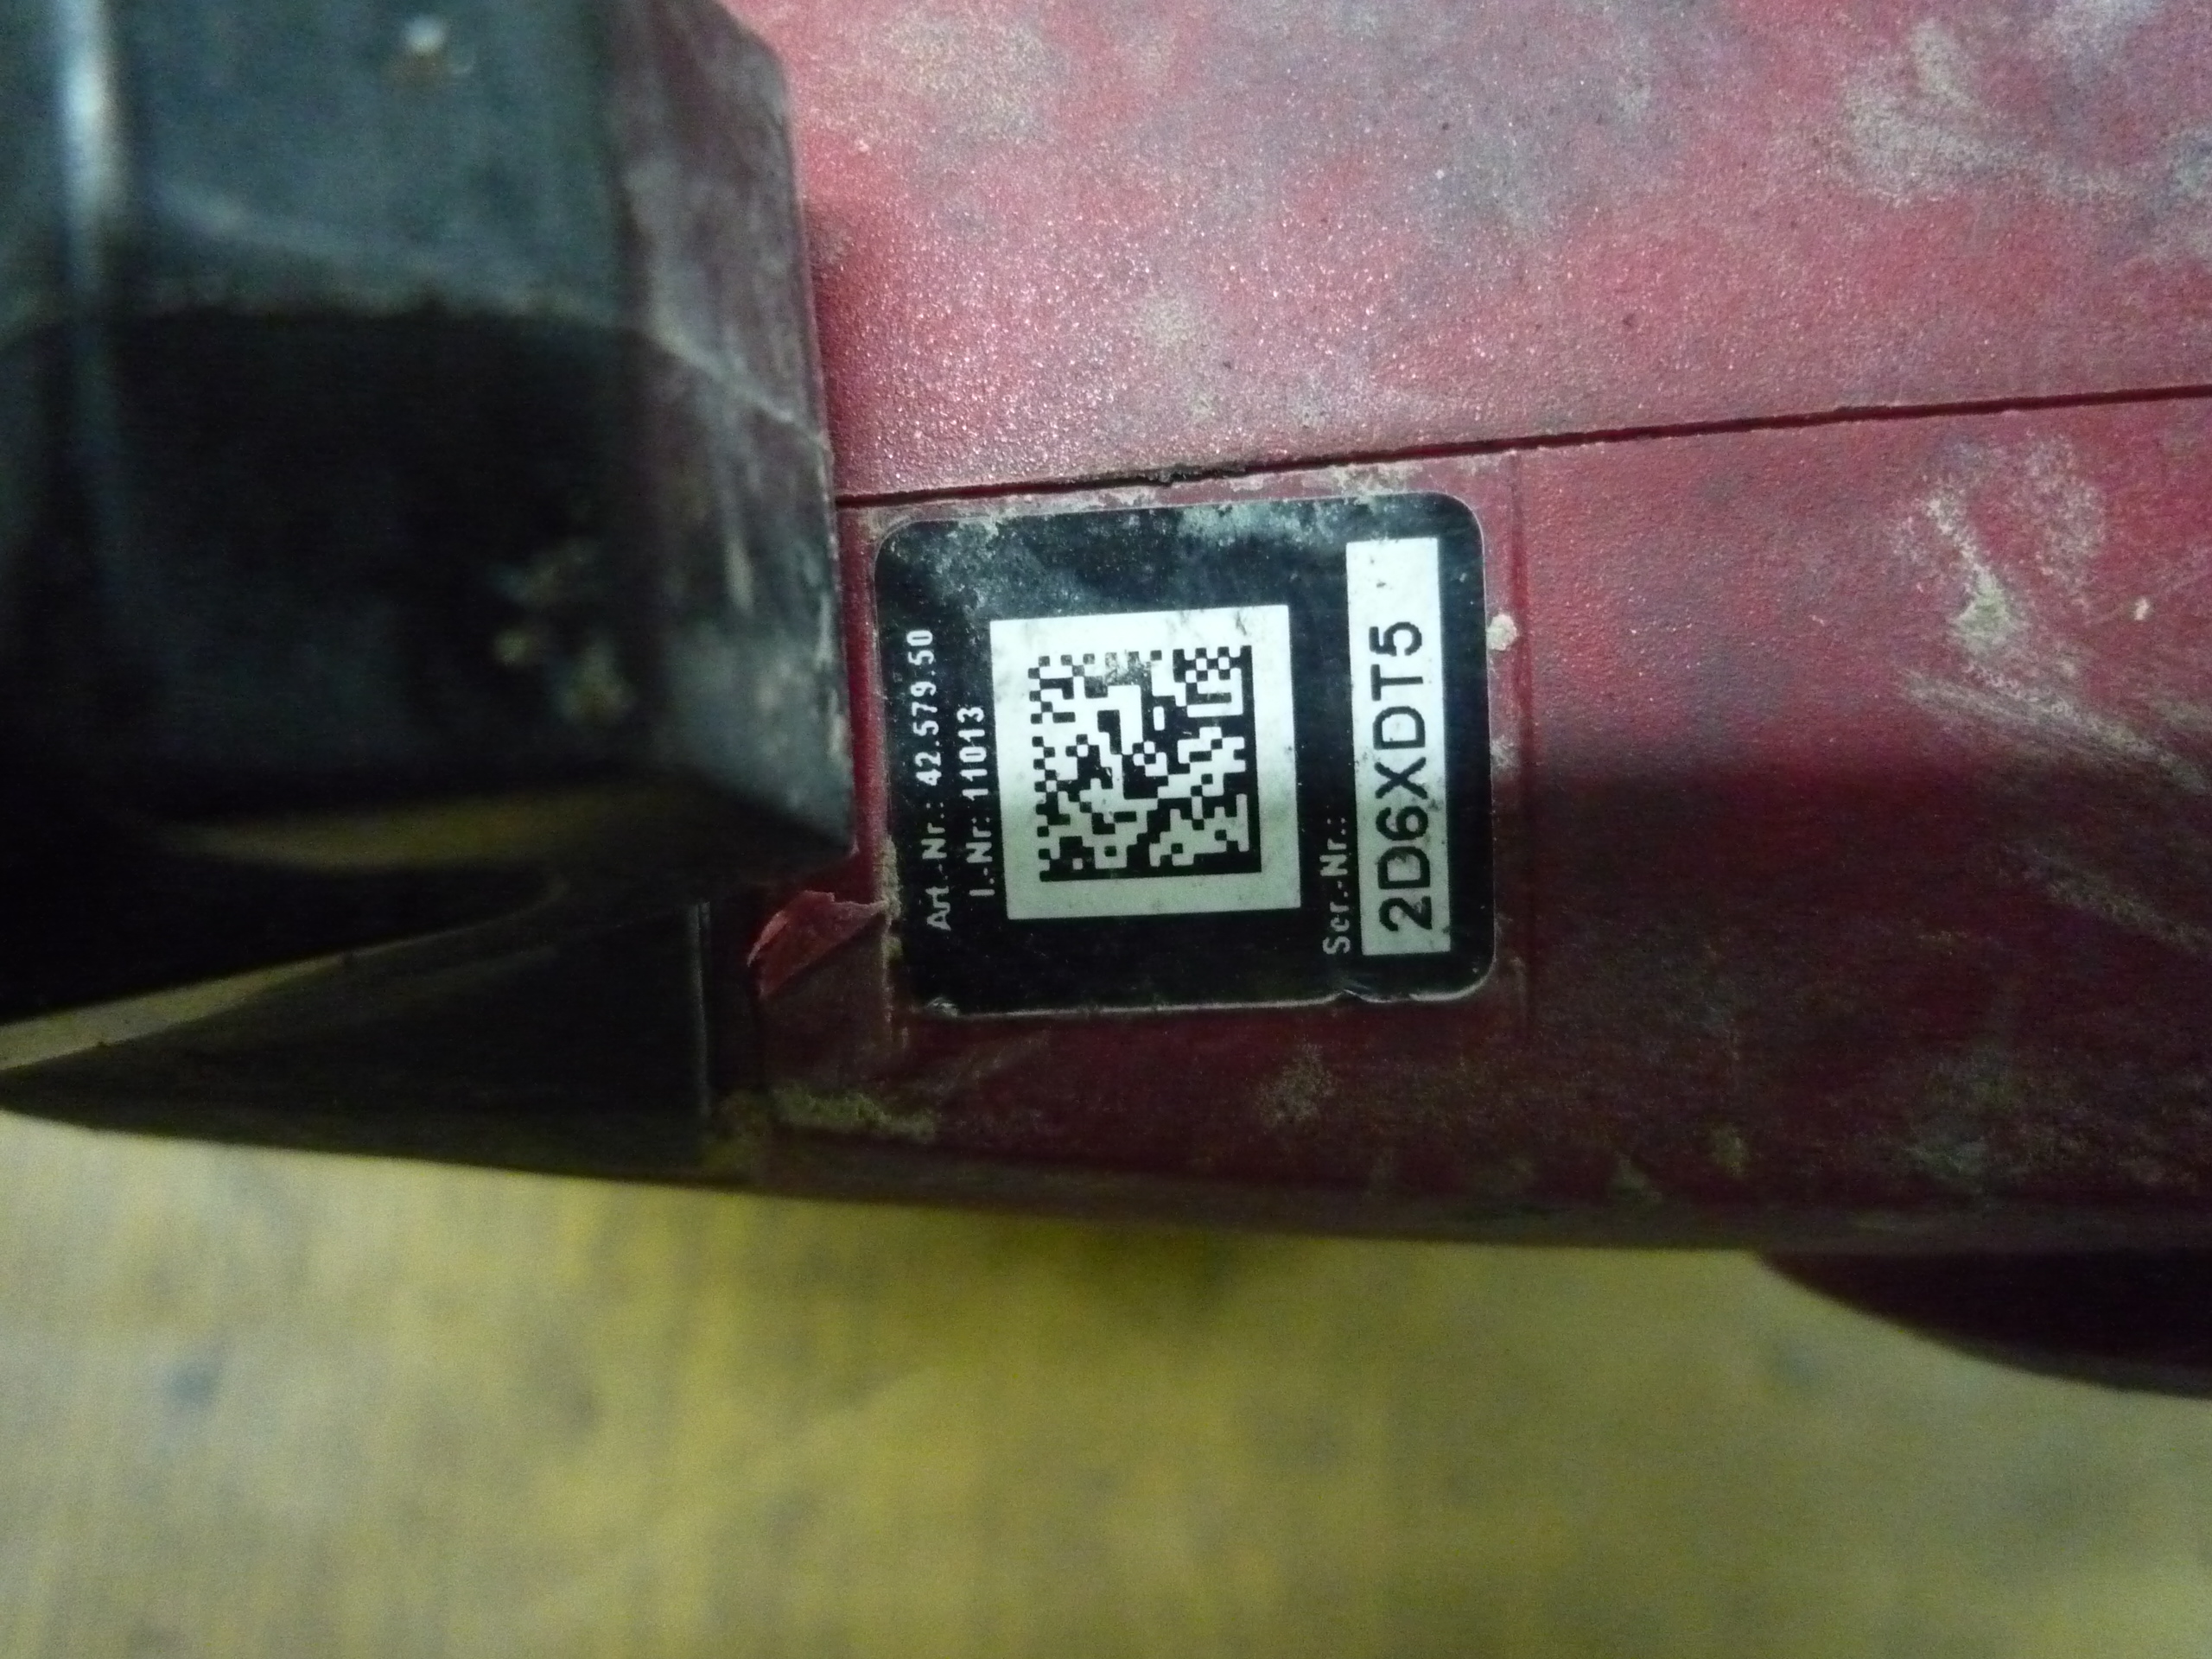 Art.-Nr.: 42.579.50
I.-Nr: 11013
Ser.-Nr.:
2D6XDT5